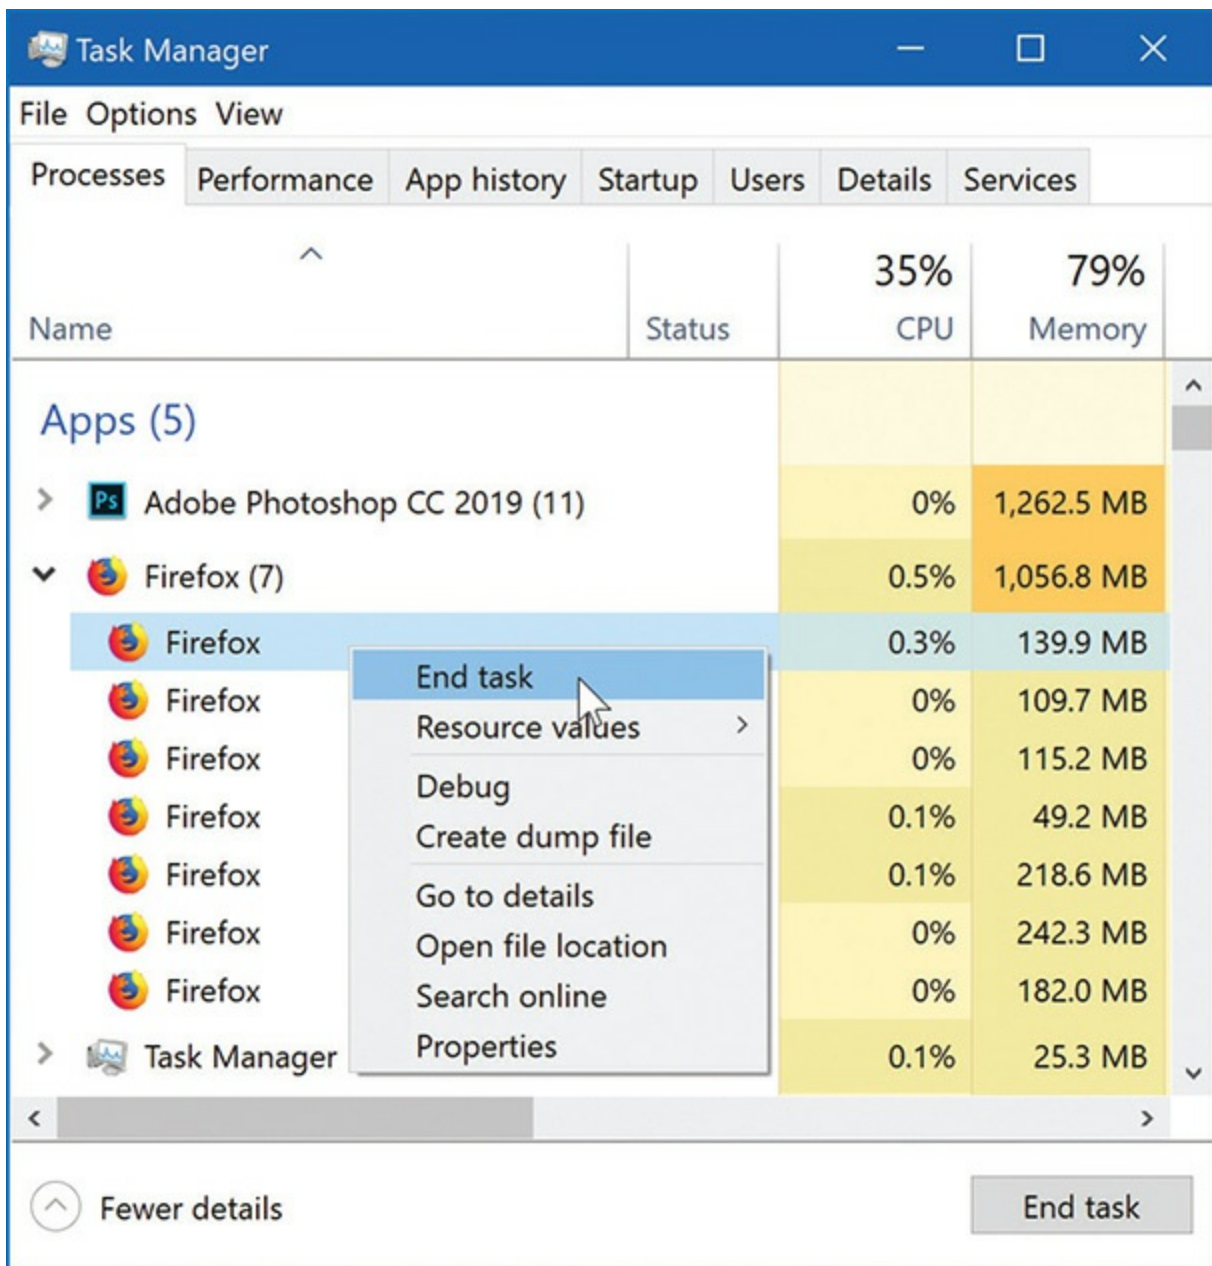 Task Manager
File Options View
Processes Performance App history Startup Users Details Services
35% 79%
Name Status CPU Memory
Apps (5)
Ps Adobe Photoshop CC 2019 (11) 0% 1,262.5 MB
Firefox (7) 0.5% 1,056.8 MB
Firefox 0.3% 139.9 MB
End task
Firefox 0% 109.7 MB
Resource values
Firefox 0% 115.2 MB
Debug
Firefox 0.1% 49.2 MB
Create dump file
Firefox 0.1% 218.6 MB
Go to details
Firefox 0% 242.3 MB
Open file location
Firefox 0% 182.0 MB
Search online
Properties
Task Manager 0.1% 25.3 MB
Fewer details End task